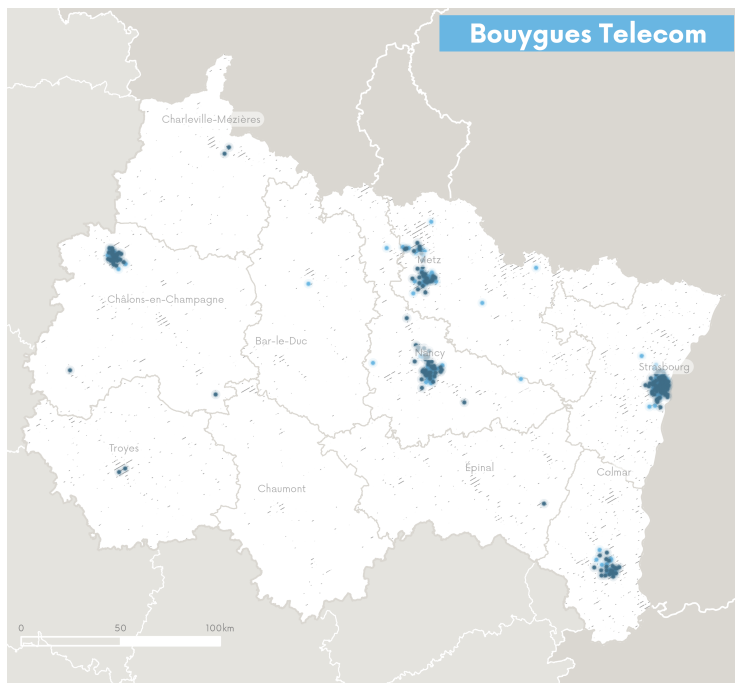 Bouygues Telecom
Charleville-Mézières
Metz
Châlons-en-Champagne
Bar-le-Duc
Nancy
Strasbourg
Troyes
Epinal
Colmar
Chaumont
0 50 100km